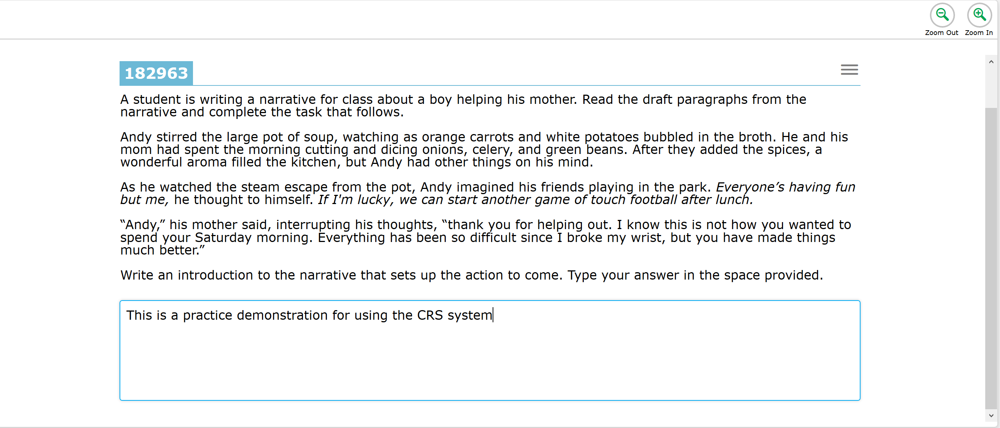 Zoom Out Zoom In
182963
A student is writing a narrative for class about a boy helping his mother. Read the draft paragraphs from the
narrative and complete the task that follows.
Andy stirred the large pot of soup, watching as orange carrots and white potatoes bubbled in the broth. He and his
mom had spent the morning cutting and dicing onions, celery, and green beans. After they added the spices, a
wonderful aroma filled the kitchen, but Andy had other things on his mind.
As he watched the steam escape from the pot, Andy imagined his friends playing in the park. Everyone’s having fun
but me, he thought to himself. If I'm lucky, we can start another game of touch football after lunch.
“Andy,” his mother said, interrupting his thoughts, “thank you for helping out. I know this is not how you wanted to
spend your Saturday morning. Everything has been so difficult since I broke my wrist, but you have made things
much better.”
Write an introduction to the narrative that sets up the action to come. Type your answer in the space provided.
This is a practice demonstration for using the CRS system